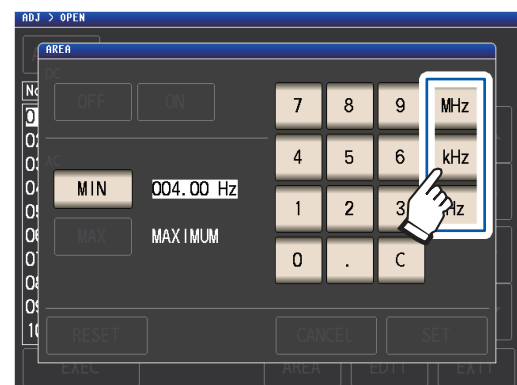 ADJ > OPEN
AREA
DC
OFF ON
7 8 9 MHz
AC
4 5 6 kHz
MIN 004.00 Hz
1 2 3 Hz
MAX MAXIMUM
0 . C
RESET CANCEL SET
EXEC AREA EDIT EXIT